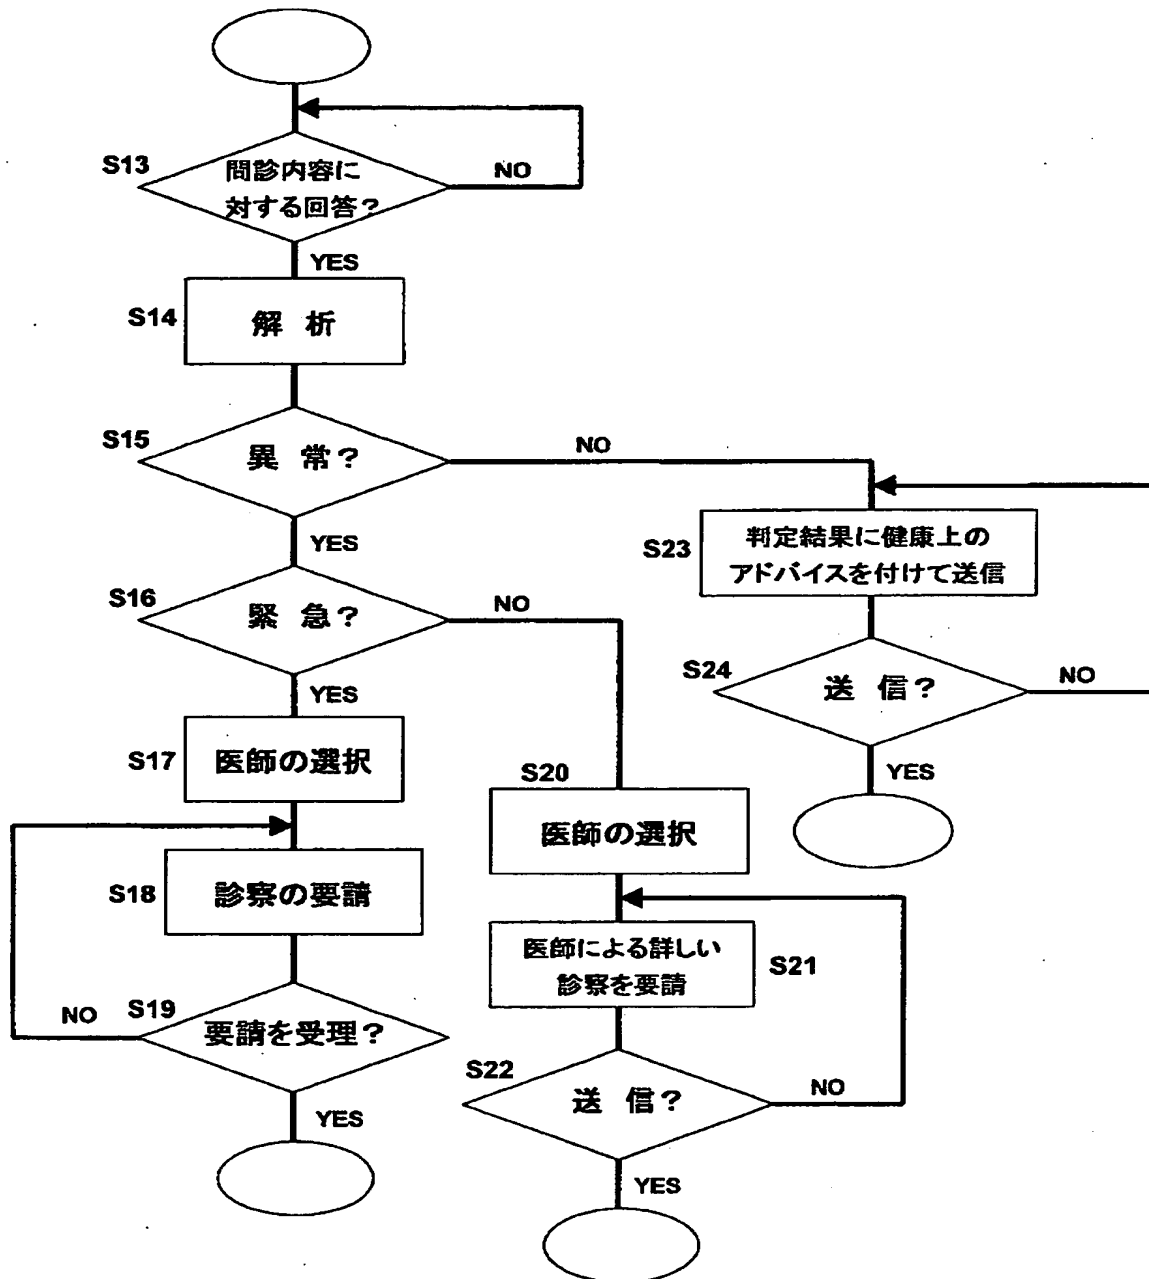 S13
問診内容に
対する回答？
NO
YES
S14
解 析
S15
異 常？
NO
YES
S16
緊 急？
NO
YES
S17
医師の選択
S18
診察の要請
S19
要請を受理？
NO
YES
S20
医師の選択
S21
医師による詳しい
診察を要請
S22
送 信？
NO
YES
S23
判定結果に健康上の
アドバイスを付けて送信
S24
送 信？
NO
YES